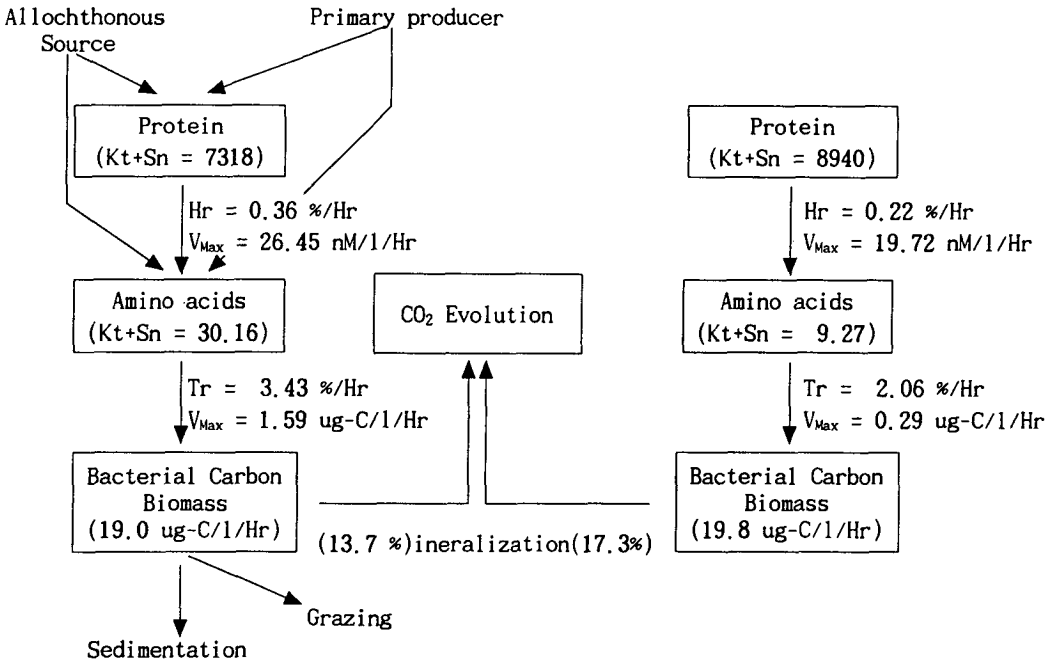 Allochthonous
Source
Primary producer
Protein
(Kt+Sn = 7318)
Hr = 0.36 %/Hr
VMax = 26.45 nM/l/Hr
Amino acids
(Kt+Sn = 30.16)
Tr = 3.43 %/Hr
VMax = 1.59 ug-C/l/Hr
Bacterial Carbon
Biomass
(19.0 ug-C/l/Hr)
Grazing
Sedimentation
CO₂ Evolution
(13.7 %)ineralization(17.3%)
Protein
(Kt+Sn = 8940)
Hr = 0.22 %/Hr
VMax = 19.72 nM/l/Hr
Amino acids
(Kt+Sn = 9.27)
Tr = 2.06 %/Hr
VMax = 0.29 ug-C/l/Hr
Bacterial Carbon
Biomass
(19.8 ug-C/l/Hr)